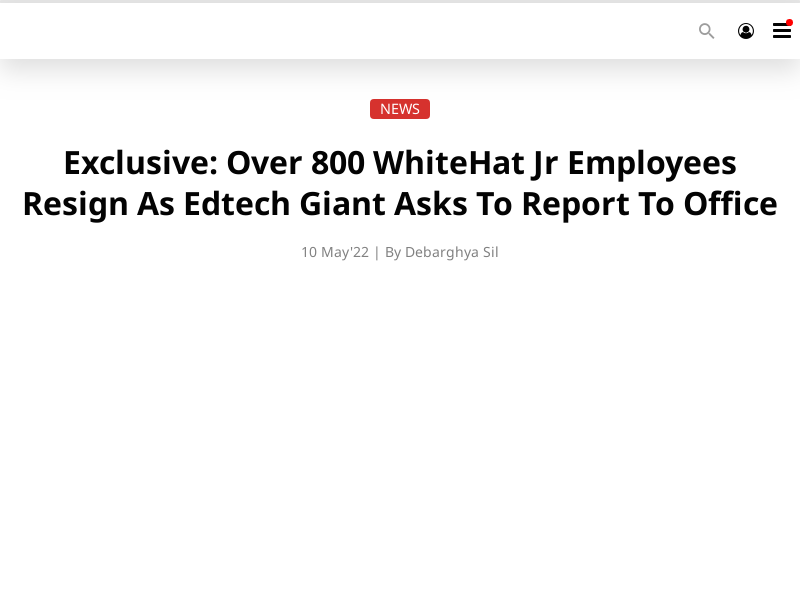 NEWS
Exclusive: Over 800 WhiteHat Jr Employees
Resign As Edtech Giant Asks To Report To Office
10 May'22 | By Debarghya Sil